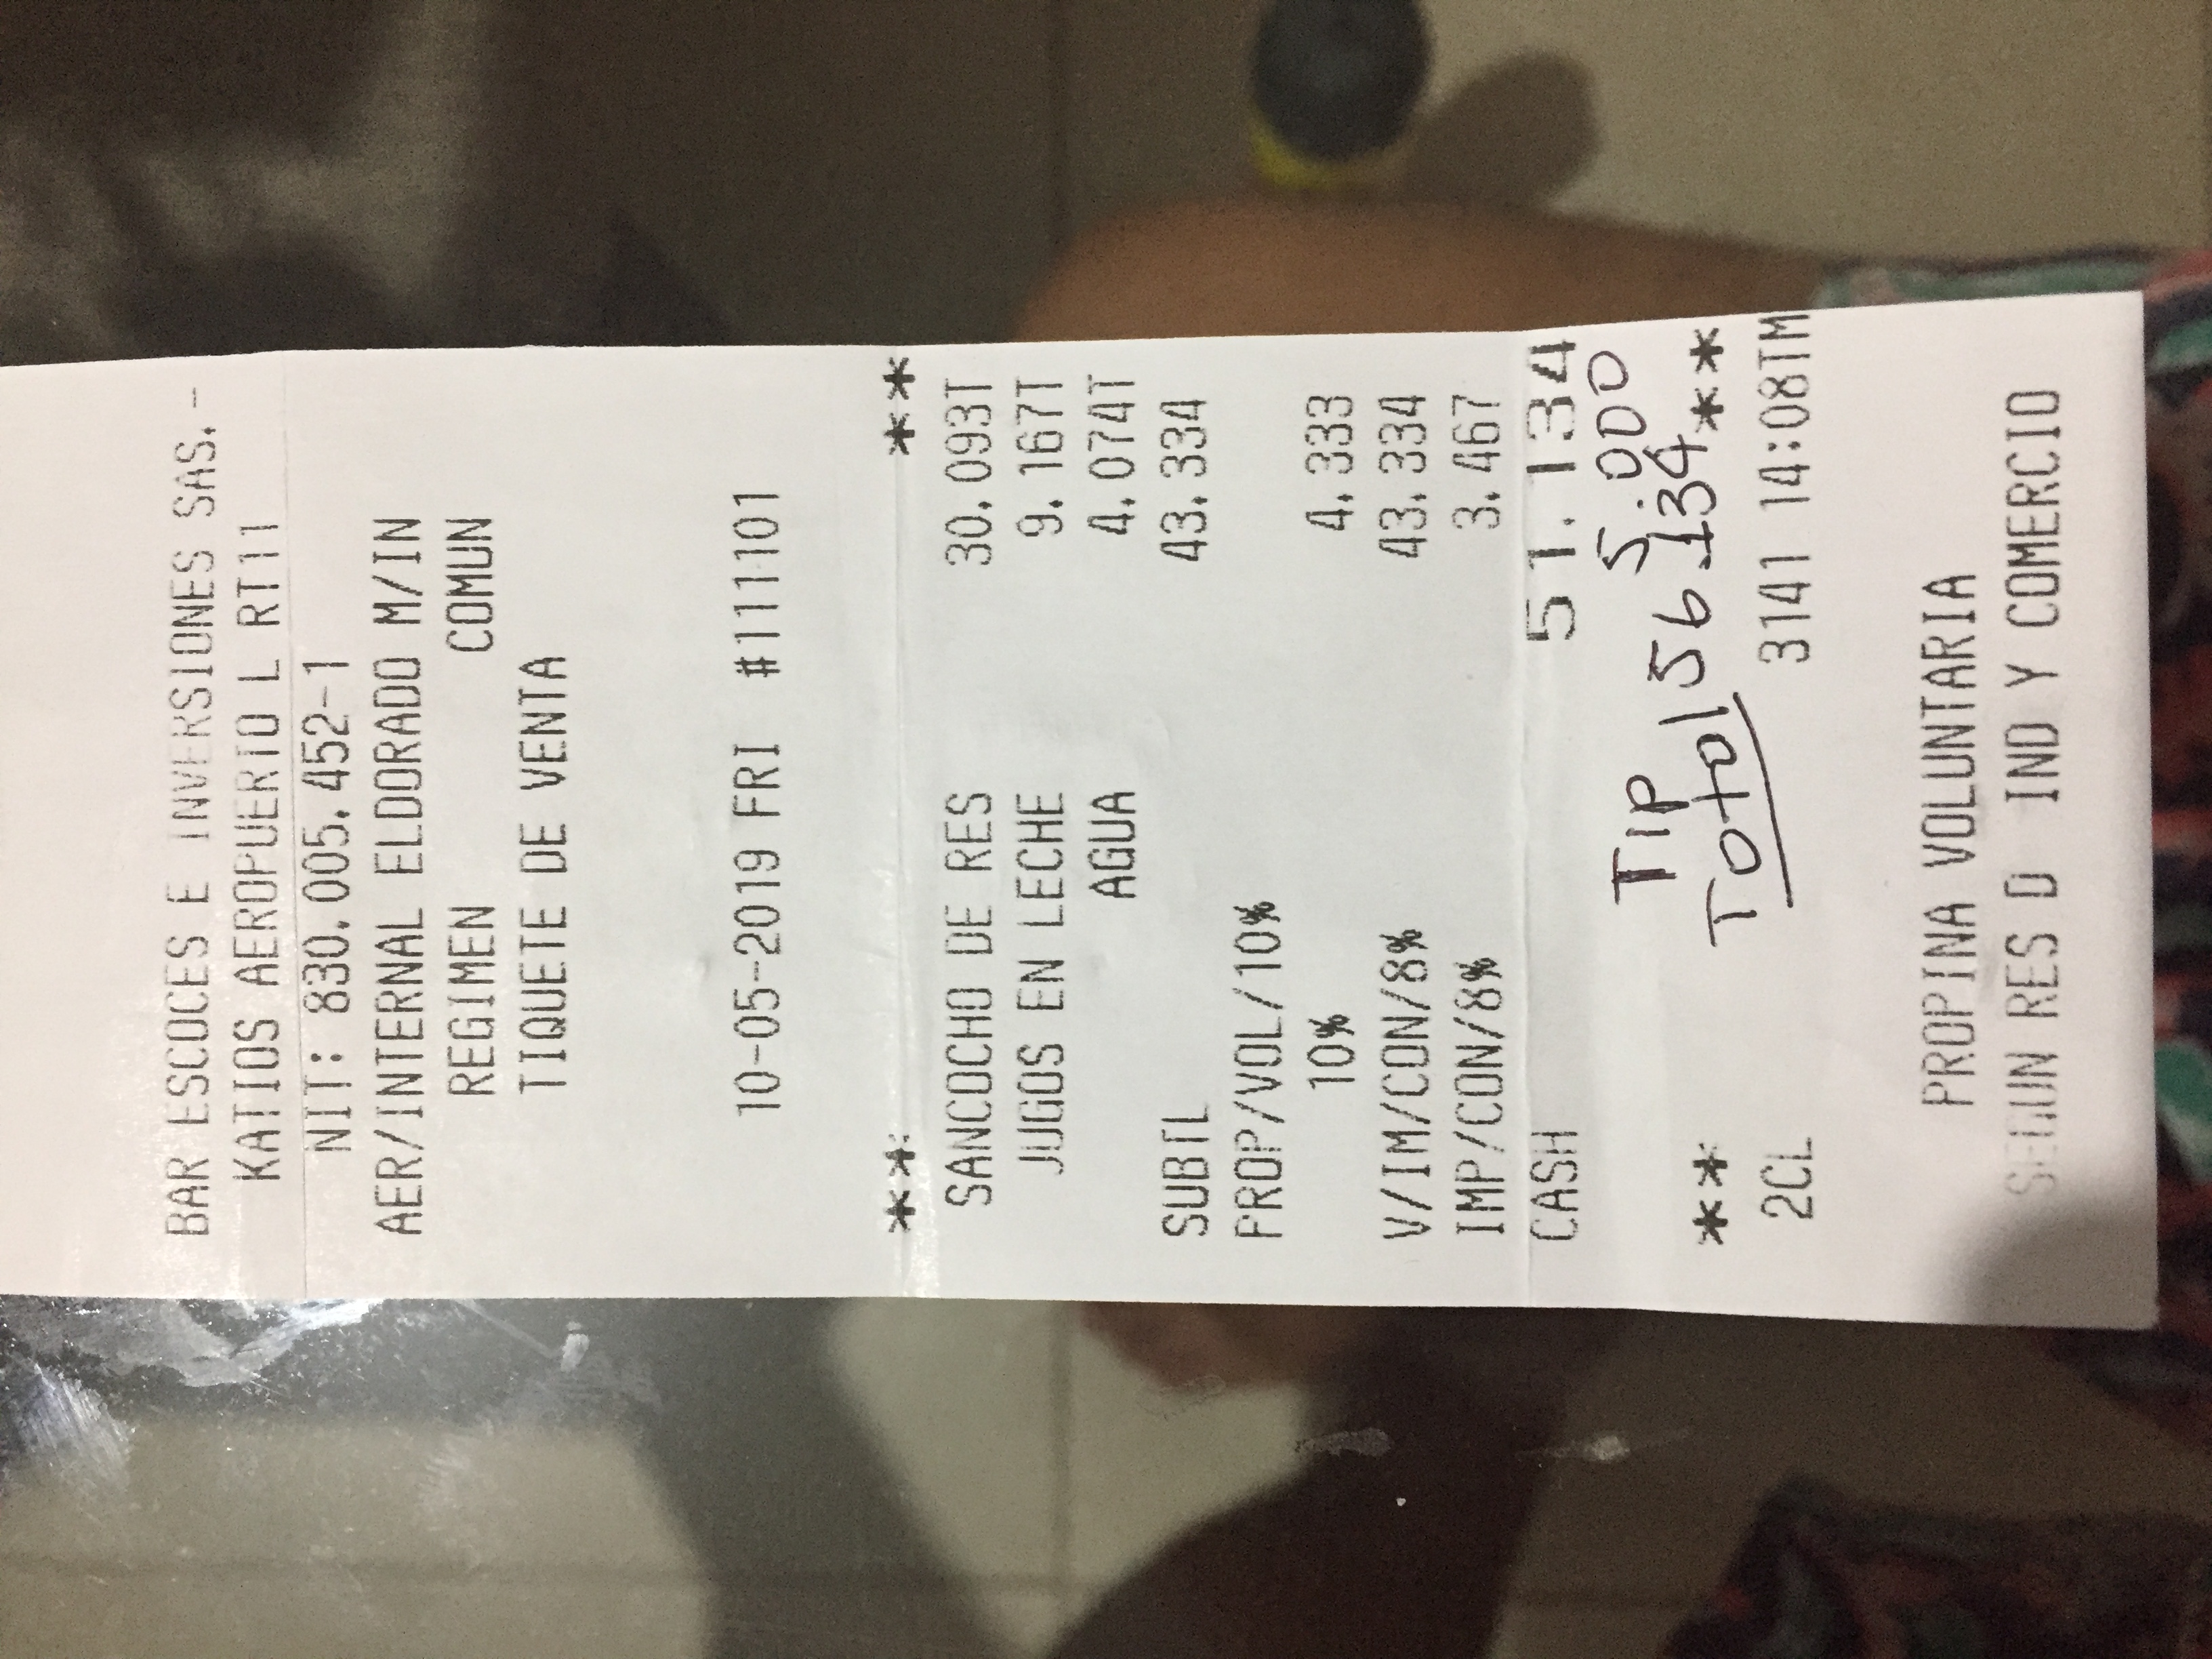 BAR ESCOCES E INVERSIONES SAS.-
KATIOS AEROPUERTO L RT11
NIT: 830.005.452-1
AER/INTERNAL ELDORADO M/IN
REGIMEN COMUN
TIQUETE DE VENTA
10-05-2019 FRI #111101
** **
SANCOCHO DE RES 30.093T
JUGOS EN LECHE 9.167T
AGUA 4.074T
SUBTL 43.334
PROP/VOL/10%
10% 4.333
V/IM/CON/8% 43.334
IMP/CON/8% 3.467
CASH 51.134
TIP 5.000
Total 56.134
** **
2CL 3141 14:08TM
PROPINA VOLUNTARIA
SEGUN RES D IND Y COMERCIO